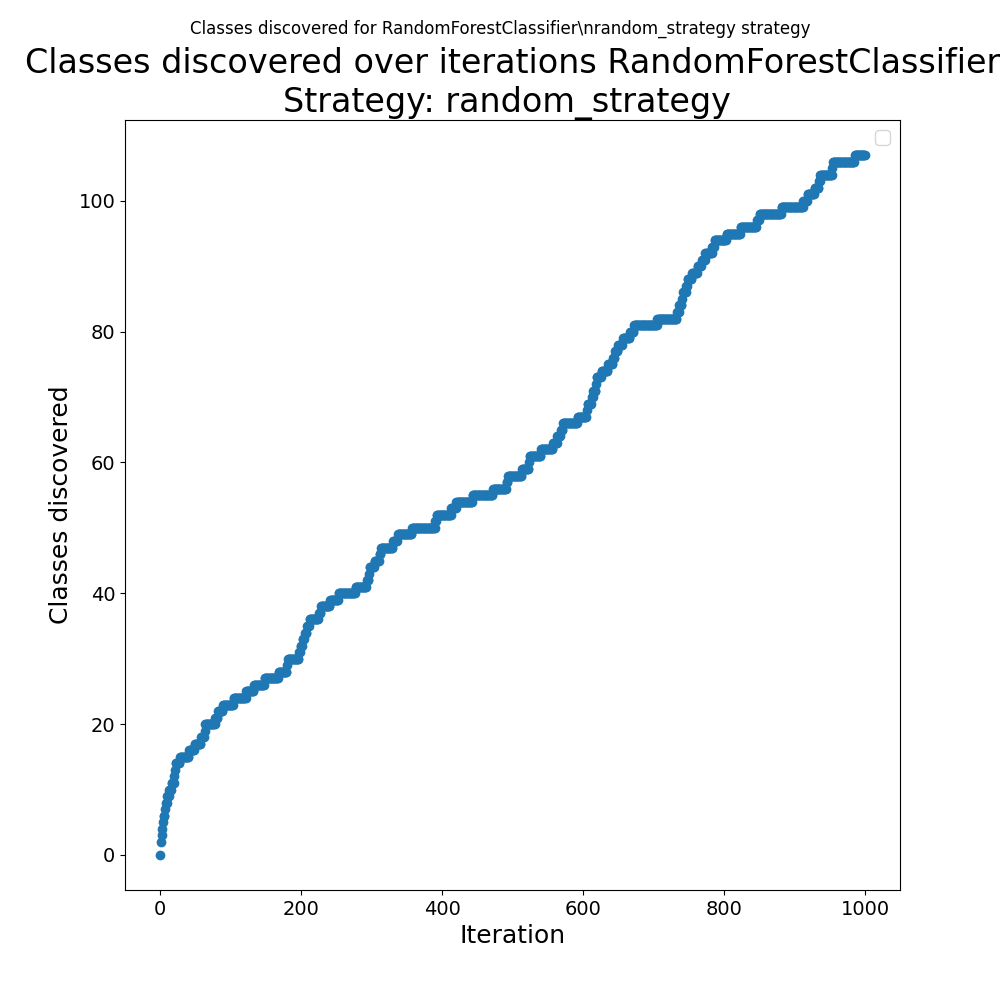 Classes discovered for RandomForestClassifier\nrandom_strategy strategy
Classes discovered over iterations RandomForestClassifier
Strategy: random_strategy
100
80
60
40
20
0
Classes discovered
0 200 400 600 800 1000
Iteration